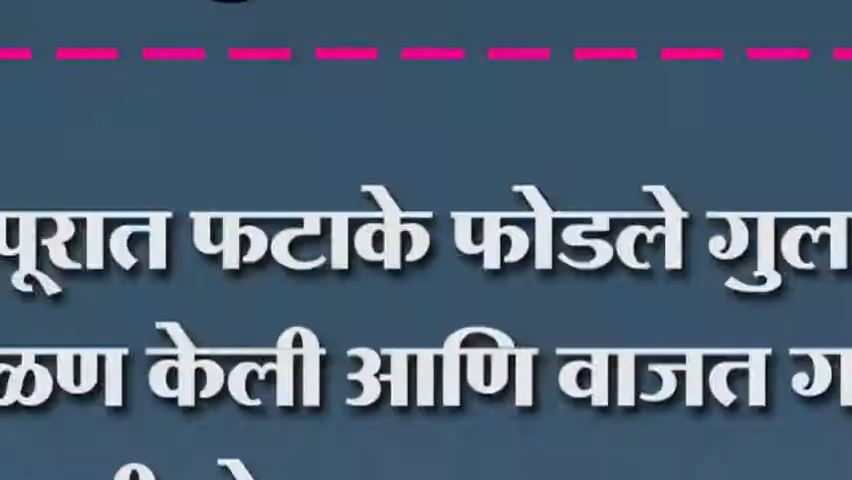 पूरात फटाके फोडले गुल
ळण केली आणि वाजत ग